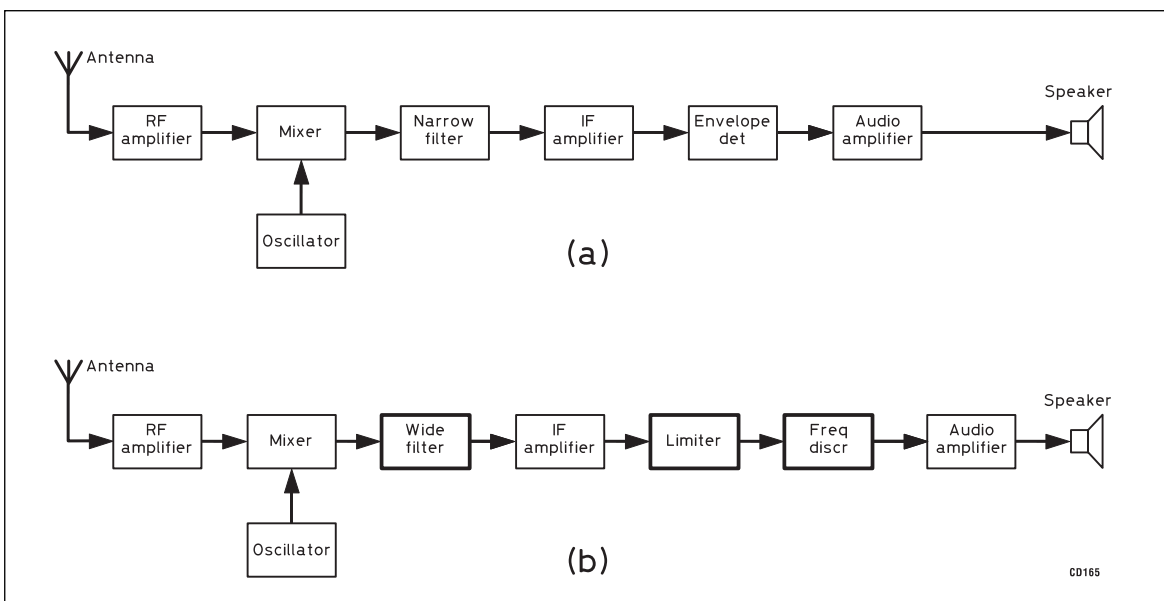 Antenna
Speaker
RF
amplifier
Mixer
Narrow
filter
IF
amplifier
Envelope
det
Audio
amplifier
Oscillator
(a)
Antenna
Speaker
RF
amplifier
Mixer
Wide
filter
IF
amplifier
Limiter
Freq
discr
Audio
amplifier
Oscillator
(b)
CD165